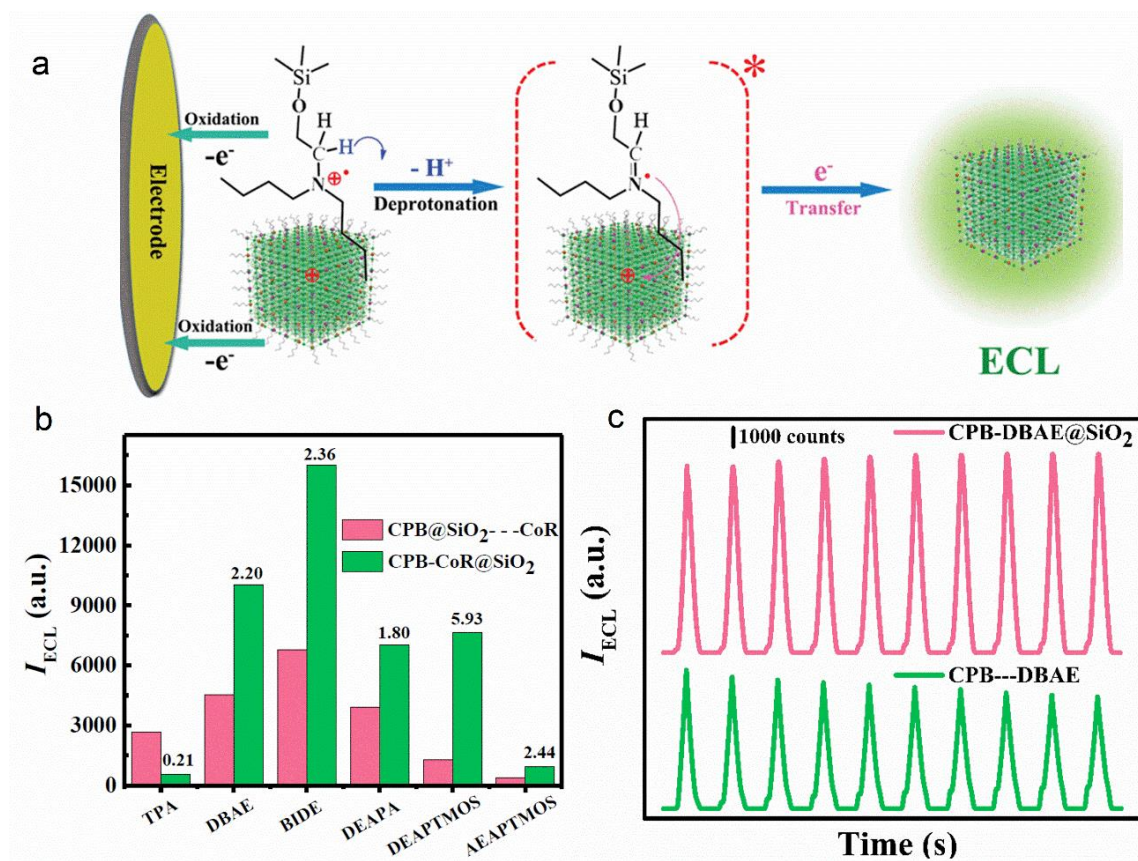 a
Electrode
Oxidation
-e⁻
Oxidation
-e⁻
Si
O
H
C
H
N
⊕•
⊕
- H⁺
Deprotonation
*
Si
O
H
C
N
•
⊕
e⁻
Transfer
ECL
b
I_ECL (a.u.)
15000
12000
9000
6000
3000
0
CPB@SiO₂- - -CoR
CPB-CoR@SiO₂
0.21
2.20
2.36
1.80
5.93
2.44
TPA
DBAE
BIDE
DEAPA
DEAPTMOS
AEAPTMOS
c
1000 counts
CPB-DBAE@SiO₂
CPB---DBAE
I_ECL (a.u.)
Time (s)